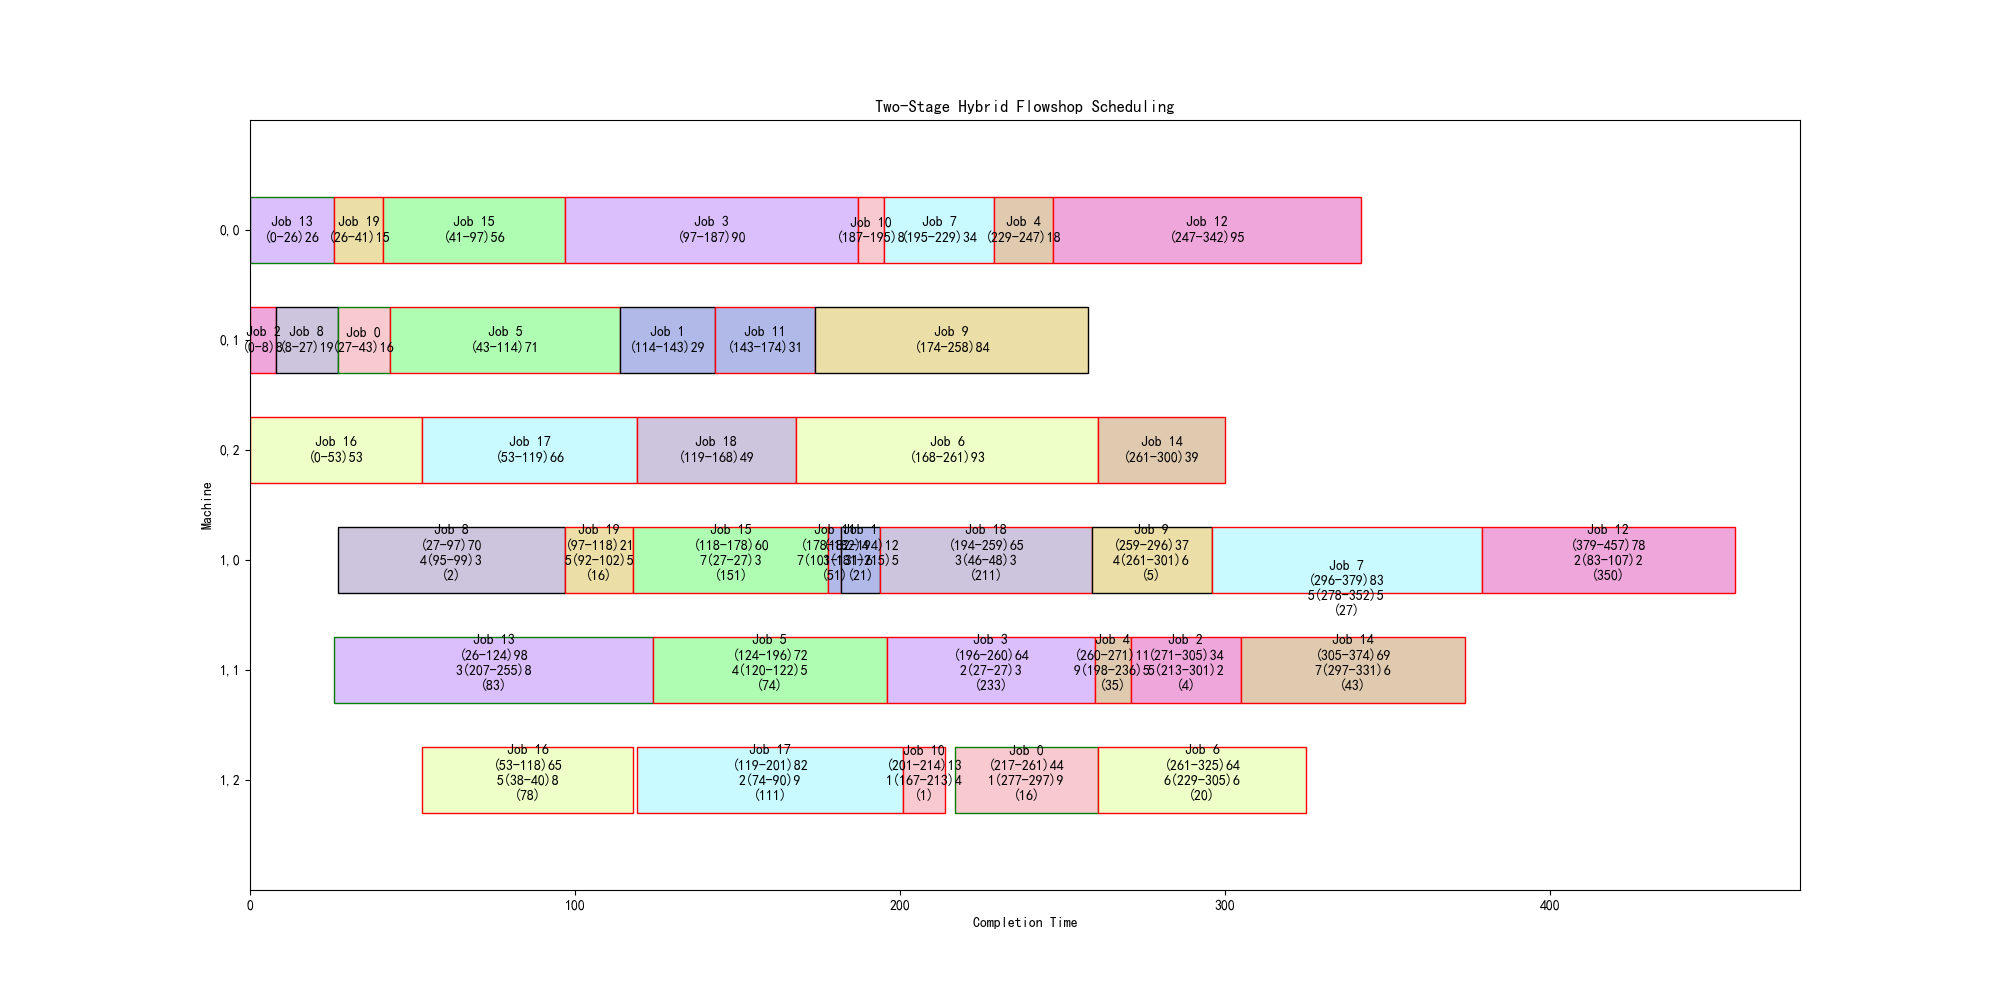 Two-Stage Hybrid Flowshop Scheduling
Machine
0,0
Job 13
(0-26)26
Job 19
(26-41)15
Job 15
(41-97)56
Job 3
(97-187)90
Job 10
(187-195)8
Job 7
(195-229)34
Job 4
(229-247)18
Job 12
(247-342)95
0,1
Job 2
(0-8)8
Job 8
(8-27)19
Job 0
(27-43)16
Job 5
(43-114)71
Job 1
(114-143)29
Job 11
(143-174)31
Job 9
(174-258)84
0,2
Job 16
(0-53)53
Job 17
(53-119)66
Job 18
(119-168)49
Job 6
(168-261)93
Job 14
(261-300)39
1,0
Job 8
(27-97)70
4(95-99)3
(2)
Job 19
(97-118)21
5(92-102)5
(16)
Job 15
(118-178)60
7(27-27)3
(151)
Job 11
(178-182)4
(51)
Job 1
(182-194)12
(21)
Job 18
(194-259)65
3(46-48)3
(211)
Job 9
(259-296)37
4(261-301)6
(5)
Job 7
(296-379)83
5(278-352)5
(27)
Job 12
(379-457)78
2(83-107)2
(350)
1,1
Job 13
(26-124)98
3(207-255)8
(83)
Job 5
(124-196)72
4(120-122)5
(74)
Job 3
(196-260)64
2(27-27)3
(233)
Job 4
(260-271)11
9(198-236)5
(35)
Job 2
(271-305)34
5(213-301)2
(4)
Job 14
(305-374)69
7(297-331)6
(43)
1,2
Job 16
(53-118)65
5(38-40)8
(78)
Job 17
(119-201)82
2(74-90)9
(111)
Job 10
(201-214)13
1(167-213)4
(1)
Job 0
(217-261)44
1(277-297)9
(16)
Job 6
(261-325)64
6(229-305)6
(20)
0
100
200
300
400
Completion Time